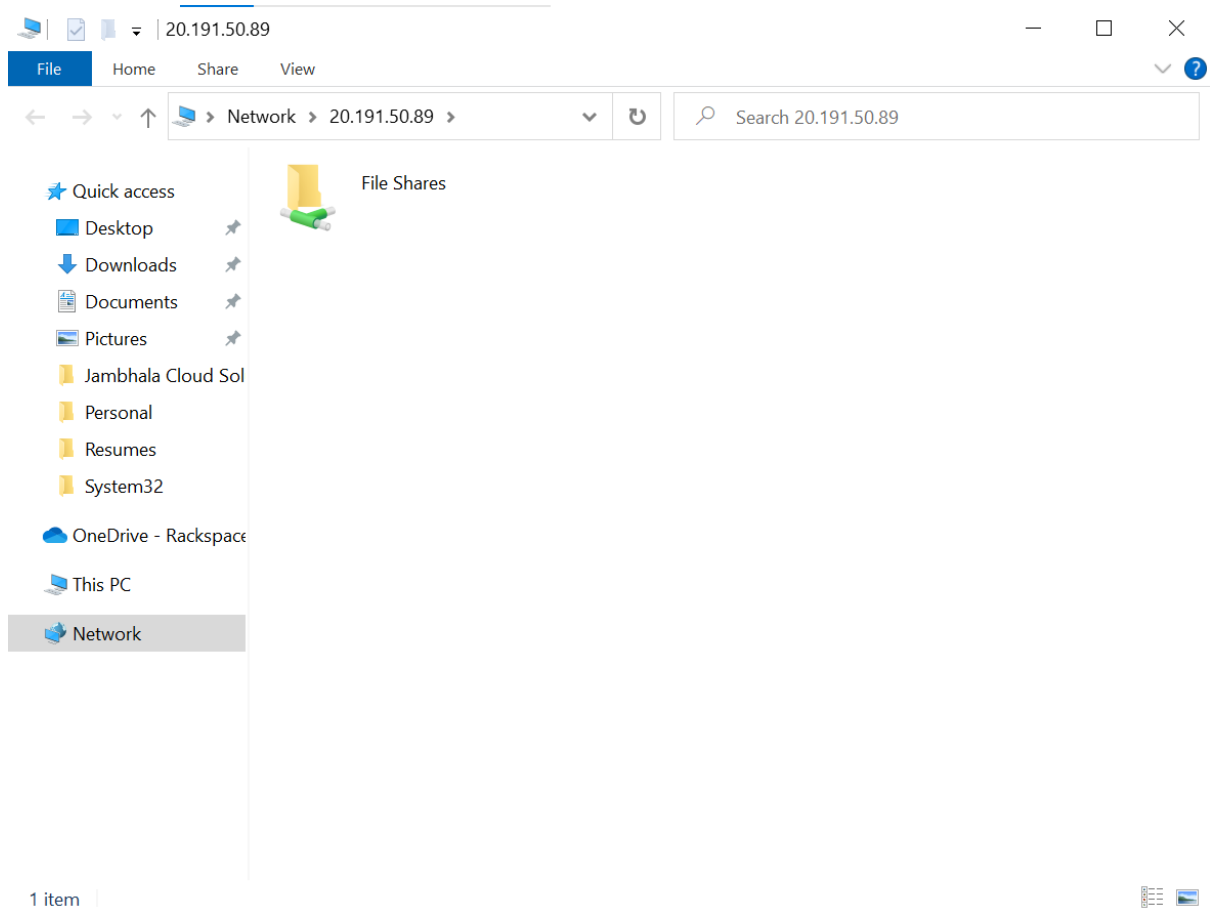 20.191.50.89
File Home Share View
?
Network 20.191.50.89
Search 20.191.50.89
Quick access
Desktop
Downloads
Documents
Pictures
Jambhala Cloud Sol
Personal
Resumes
System32
OneDrive - Rackspace
This PC
Network
File Shares
1 item